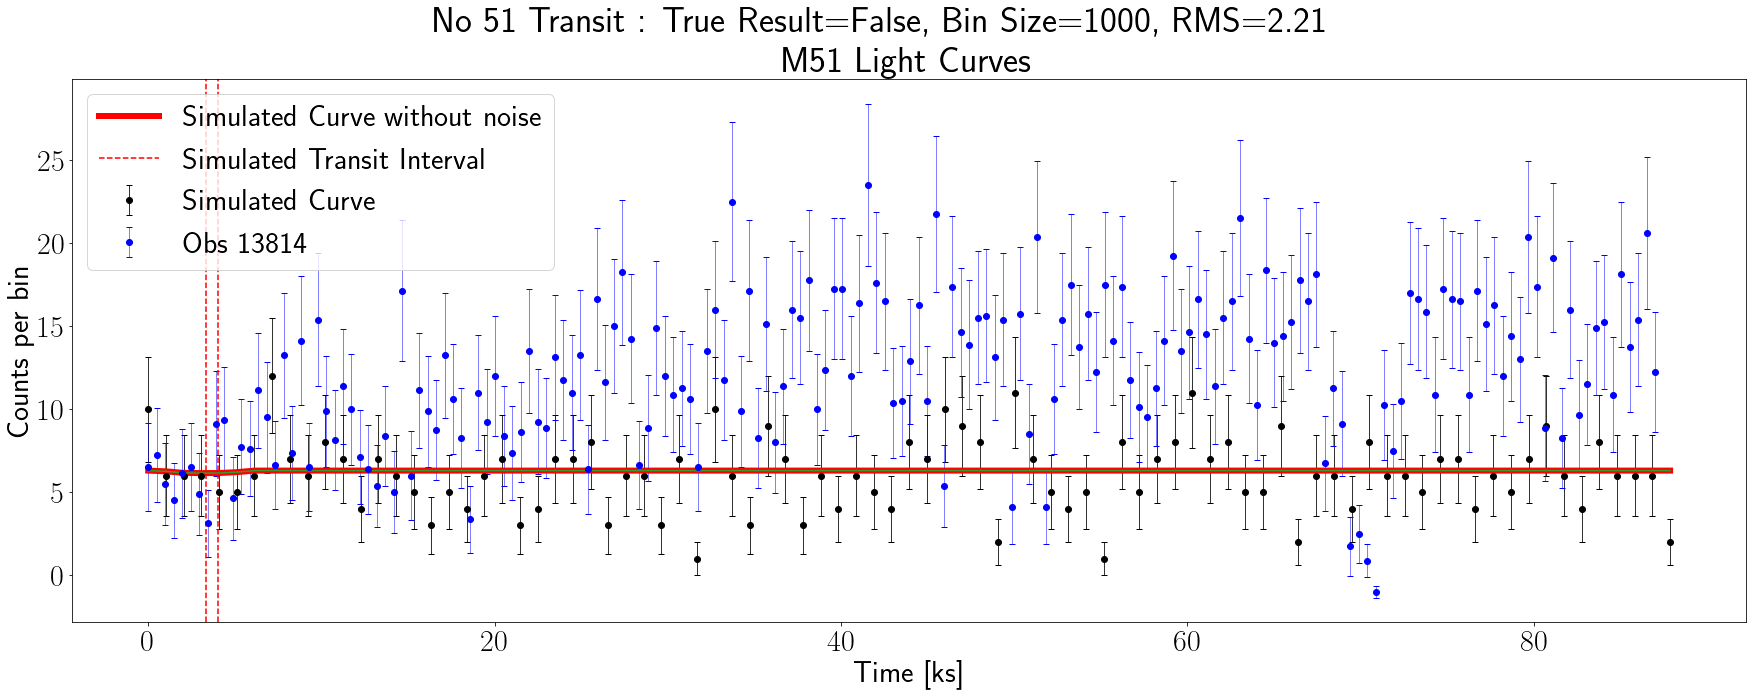 No 51 Transit : True Result=False, Bin Size=1000, RMS=2.21
M51 Light Curves
Simulated Curve without noise
Simulated Transit Interval
Simulated Curve
Obs 13814
Counts per bin
25
20
15
10
5
0
0 20 40 60 80
Time [ks]